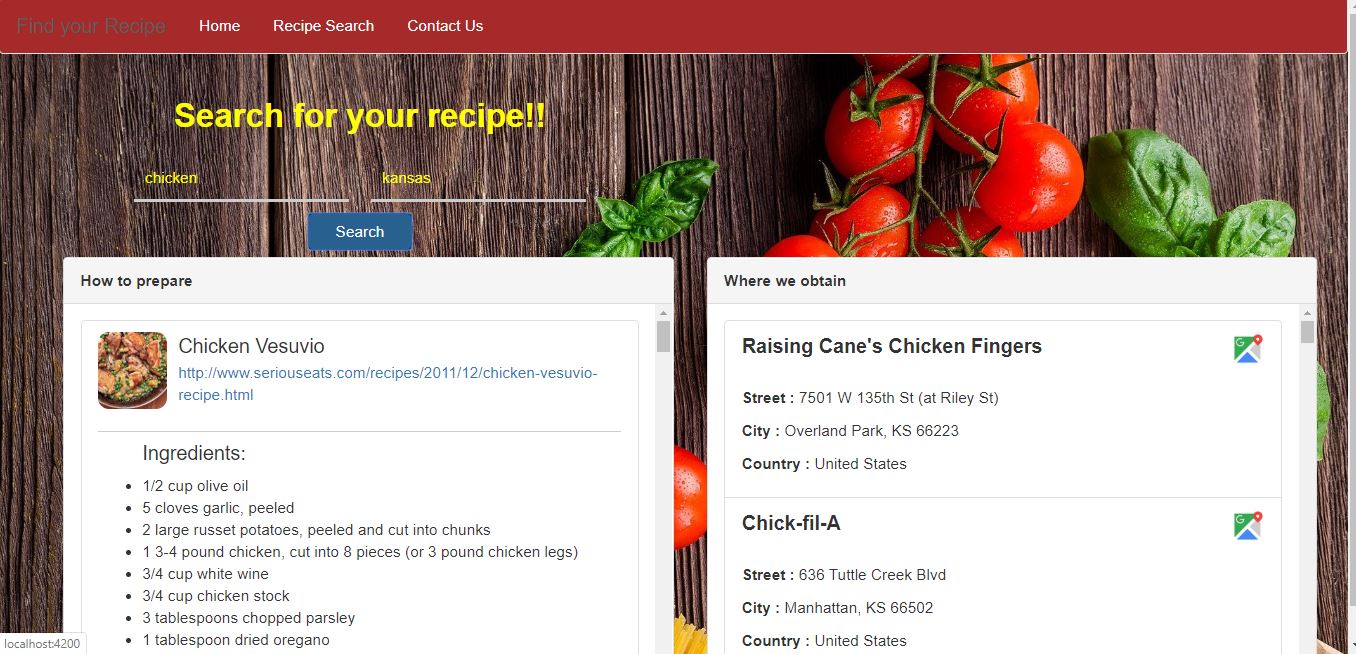 Find your Recipe Home Recipe Search Contact Us
Search for your recipe!!
chicken kansas
Search
How to prepare
Chicken Vesuvio
http://www.seriouseats.com/recipes/2011/12/chicken-vesuvio-
recipe.html
Ingredients:
1/2 cup olive oil
5 cloves garlic, peeled
2 large russet potatoes, peeled and cut into chunks
1 3-4 pound chicken, cut into 8 pieces (or 3 pound chicken legs)
3/4 cup white wine
3/4 cup chicken stock
3 tablespoons chopped parsley
1 tablespoon dried oregano
Where we obtain
Raising Cane's Chicken Fingers
Street : 7501 W 135th St (at Riley St)
City : Overland Park, KS 66223
Country : United States
Chick-fil-A
Street : 636 Tuttle Creek Blvd
City : Manhattan, KS 66502
Country : United States
localhost:4200